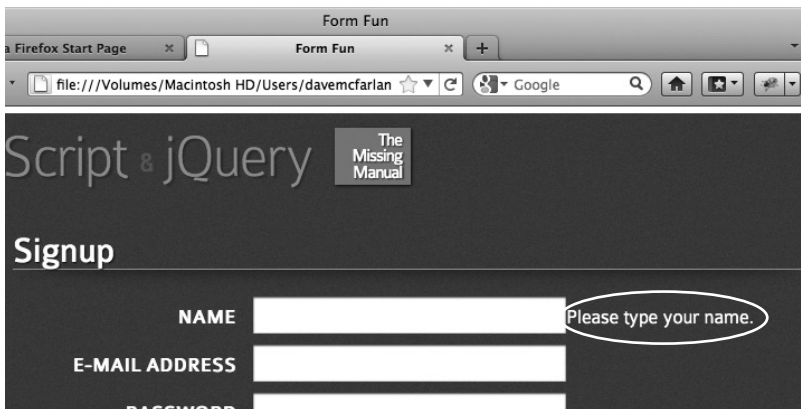 Form Fun
a Firefox Start Page
Form Fun
file:///Volumes/Macintosh HD/Users/davemcfarlan
Google
Script & jQuery
The
Missing
Manual
Signup
NAME
Please type your name.
E-MAIL ADDRESS
PASSWORD